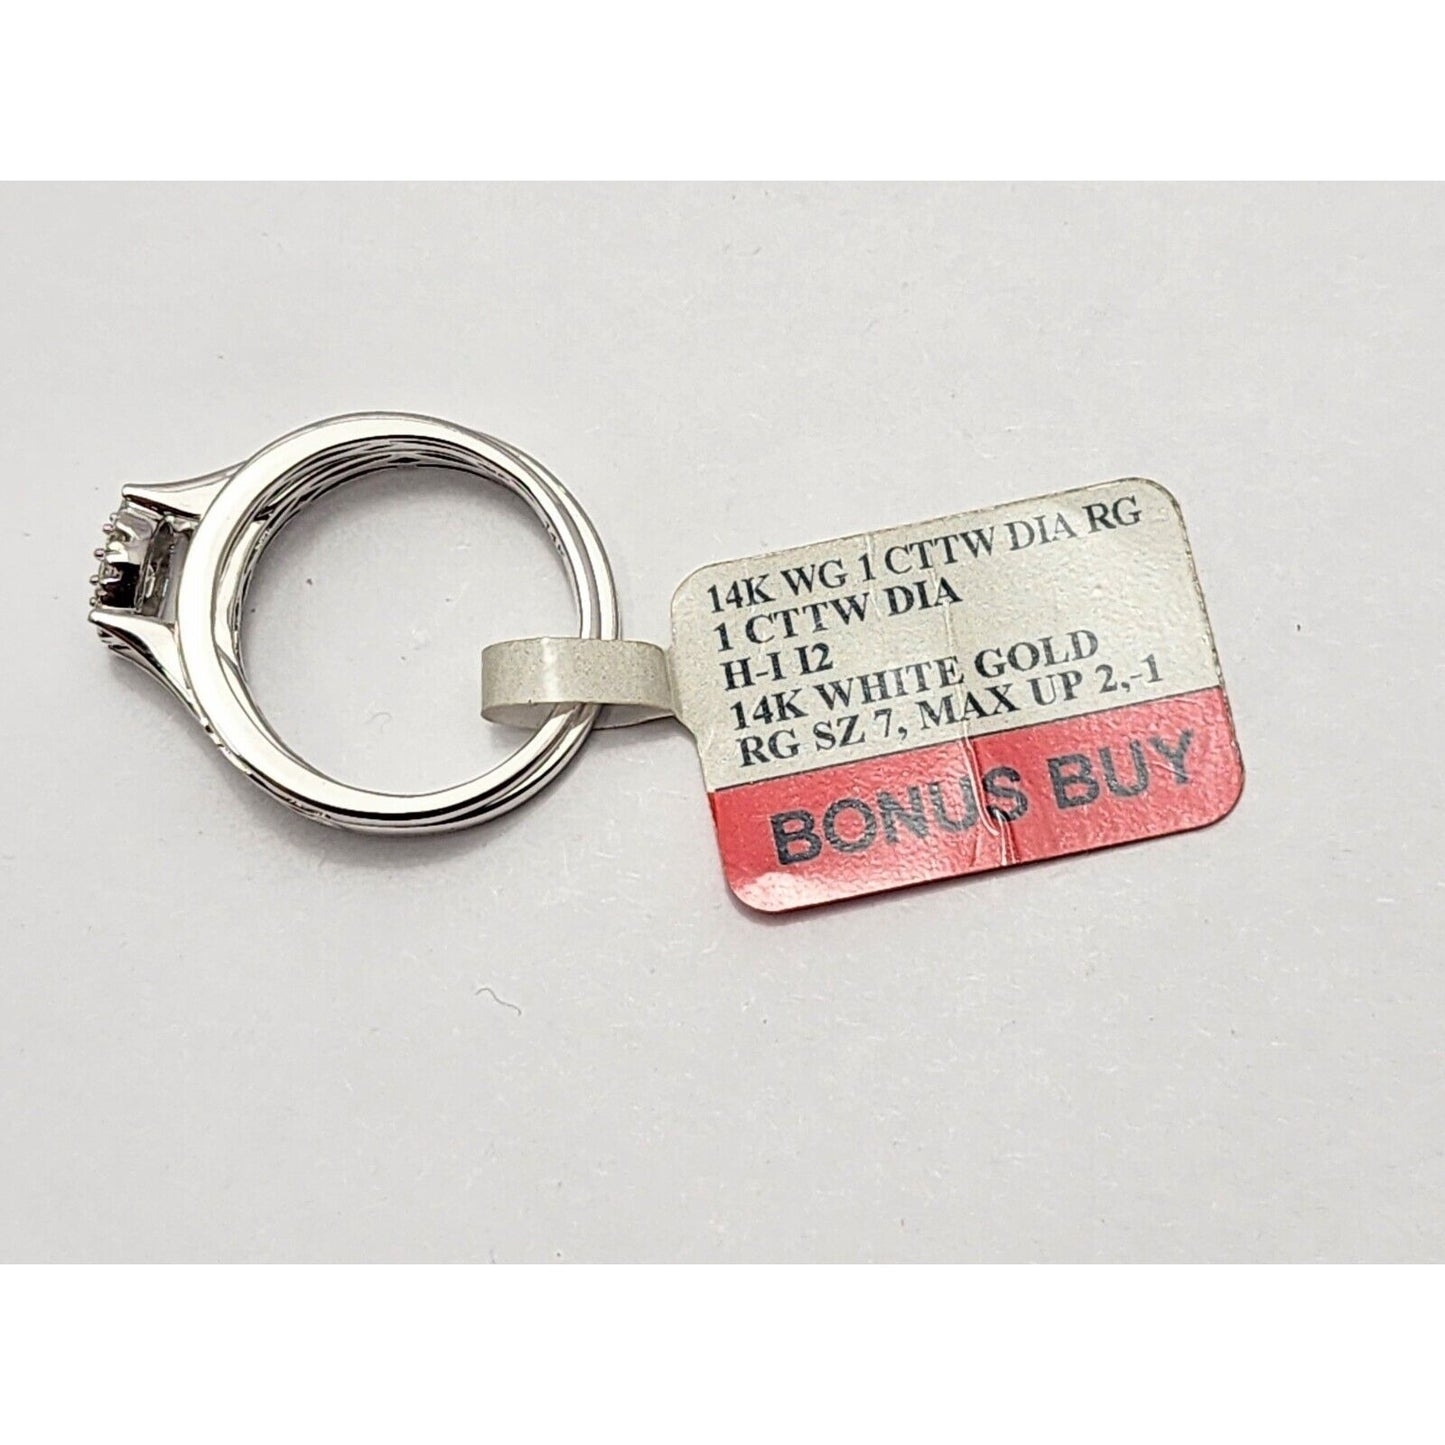 14K WG 1 CTTW DIA RG
1 CTTW DIA
H-I I2
14K WHITE GOLD
RG SZ 7, MAX UP 2,-1
BONUS BUY